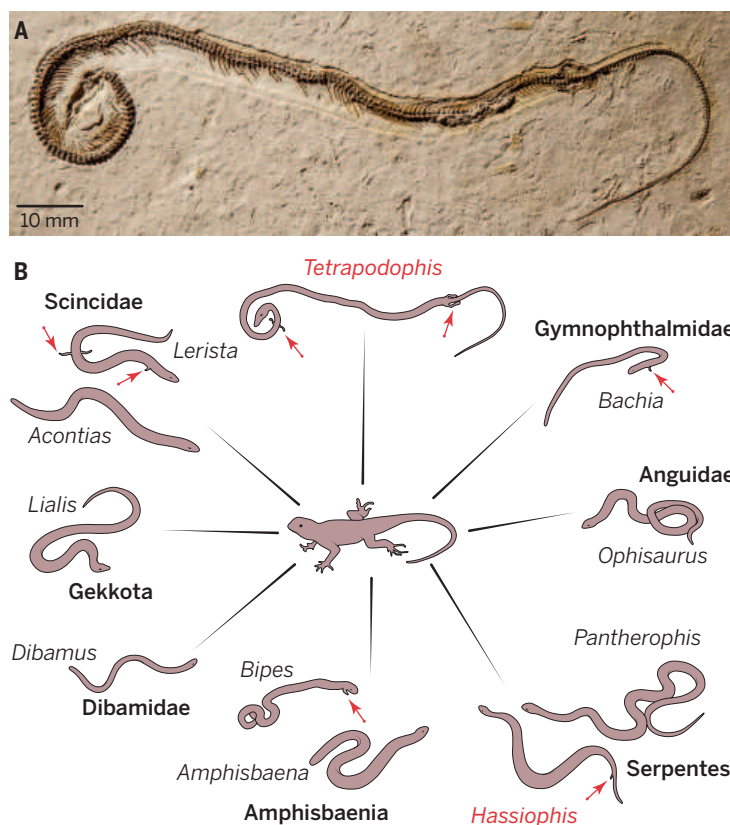 A
10 mm
B
Tetrapodophis
Scincidae
Lerista
Acontias
Gymnophthalmidae
Bachia
Lialis
Gekkota
Anguidae
Ophisaurus
Dibamus
Dibamidae
Bipes
Amphisbaena
Amphisbaenia
Pantherophis
Serpentes
Hassiophis